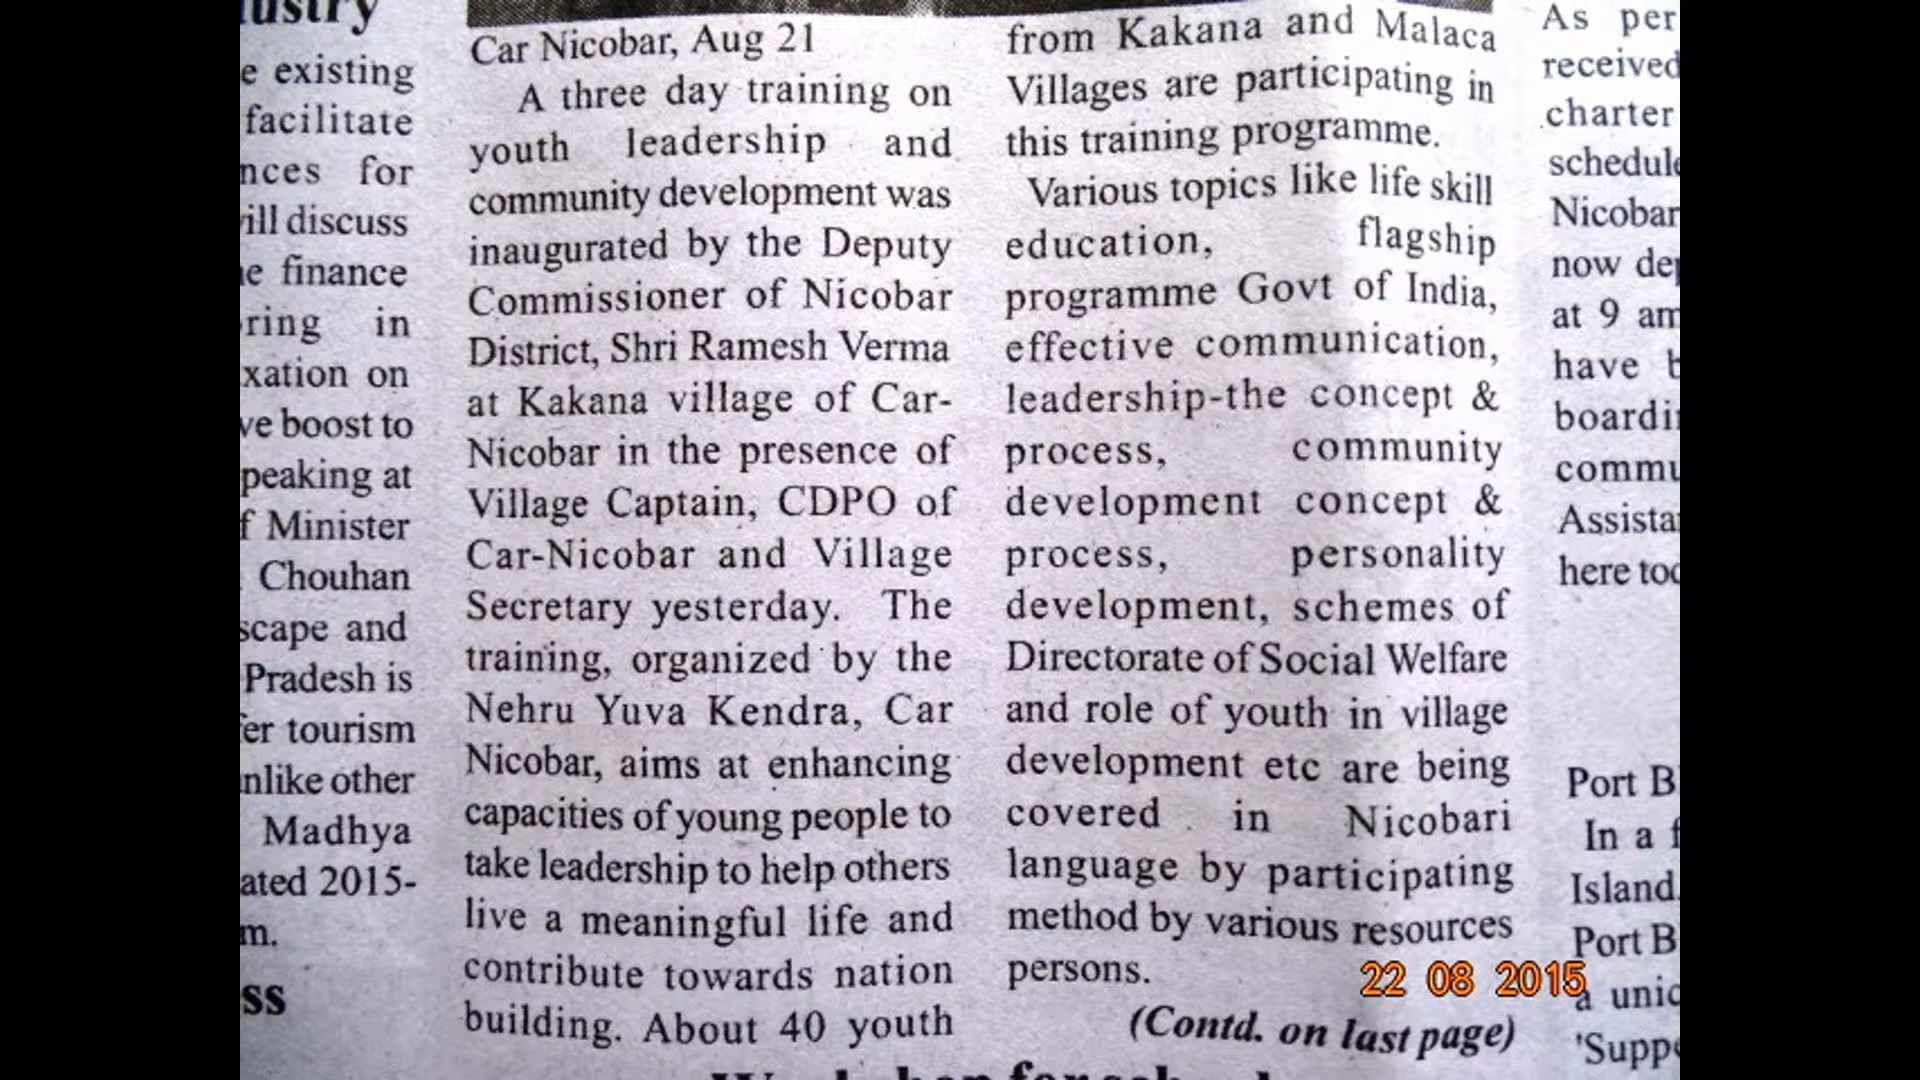 ustry
e existing
facilitate
nces for
ill discuss
e finance
ring in
xation on
ve boost to
peaking at
f Minister
Chouhan
scape and
Pradesh is
er tourism
nlike other
Madhya
ated 2015-
m.
ss
Car Nicobar, Aug 21
A three day training on
youth leadership and
community development was
inaugurated by the Deputy
Commissioner of Nicobar
District, Shri Ramesh Verma
at Kakana village of Car-
Nicobar in the presence of
Village Captain, CDPO of
Car-Nicobar and Village
Secretary yesterday. The
training, organized by the
Nehru Yuva Kendra, Car
Nicobar, aims at enhancing
capacities of young people to
take leadership to help others
live a meaningful life and
contribute towards nation
building. About 40 youth
from Kakana and Malaca
Villages are participating in
this training programme.
Various topics like life skill
education, flagship
programme Govt of India,
effective communication,
leadership-the concept &
process, community
development concept &
process, personality
development, schemes of
Directorate of Social Welfare
and role of youth in village
development etc are being
covered in Nicobari
language by participating
method by various resources
persons.
(Contd. on last page)
As per
received
charter
schedule
Nicobar
now dep
at 9 am
have b
boardi
commu
Assista
here too
Port B
In a f
Island
Port B
a unic
'Supp
22 08 2015